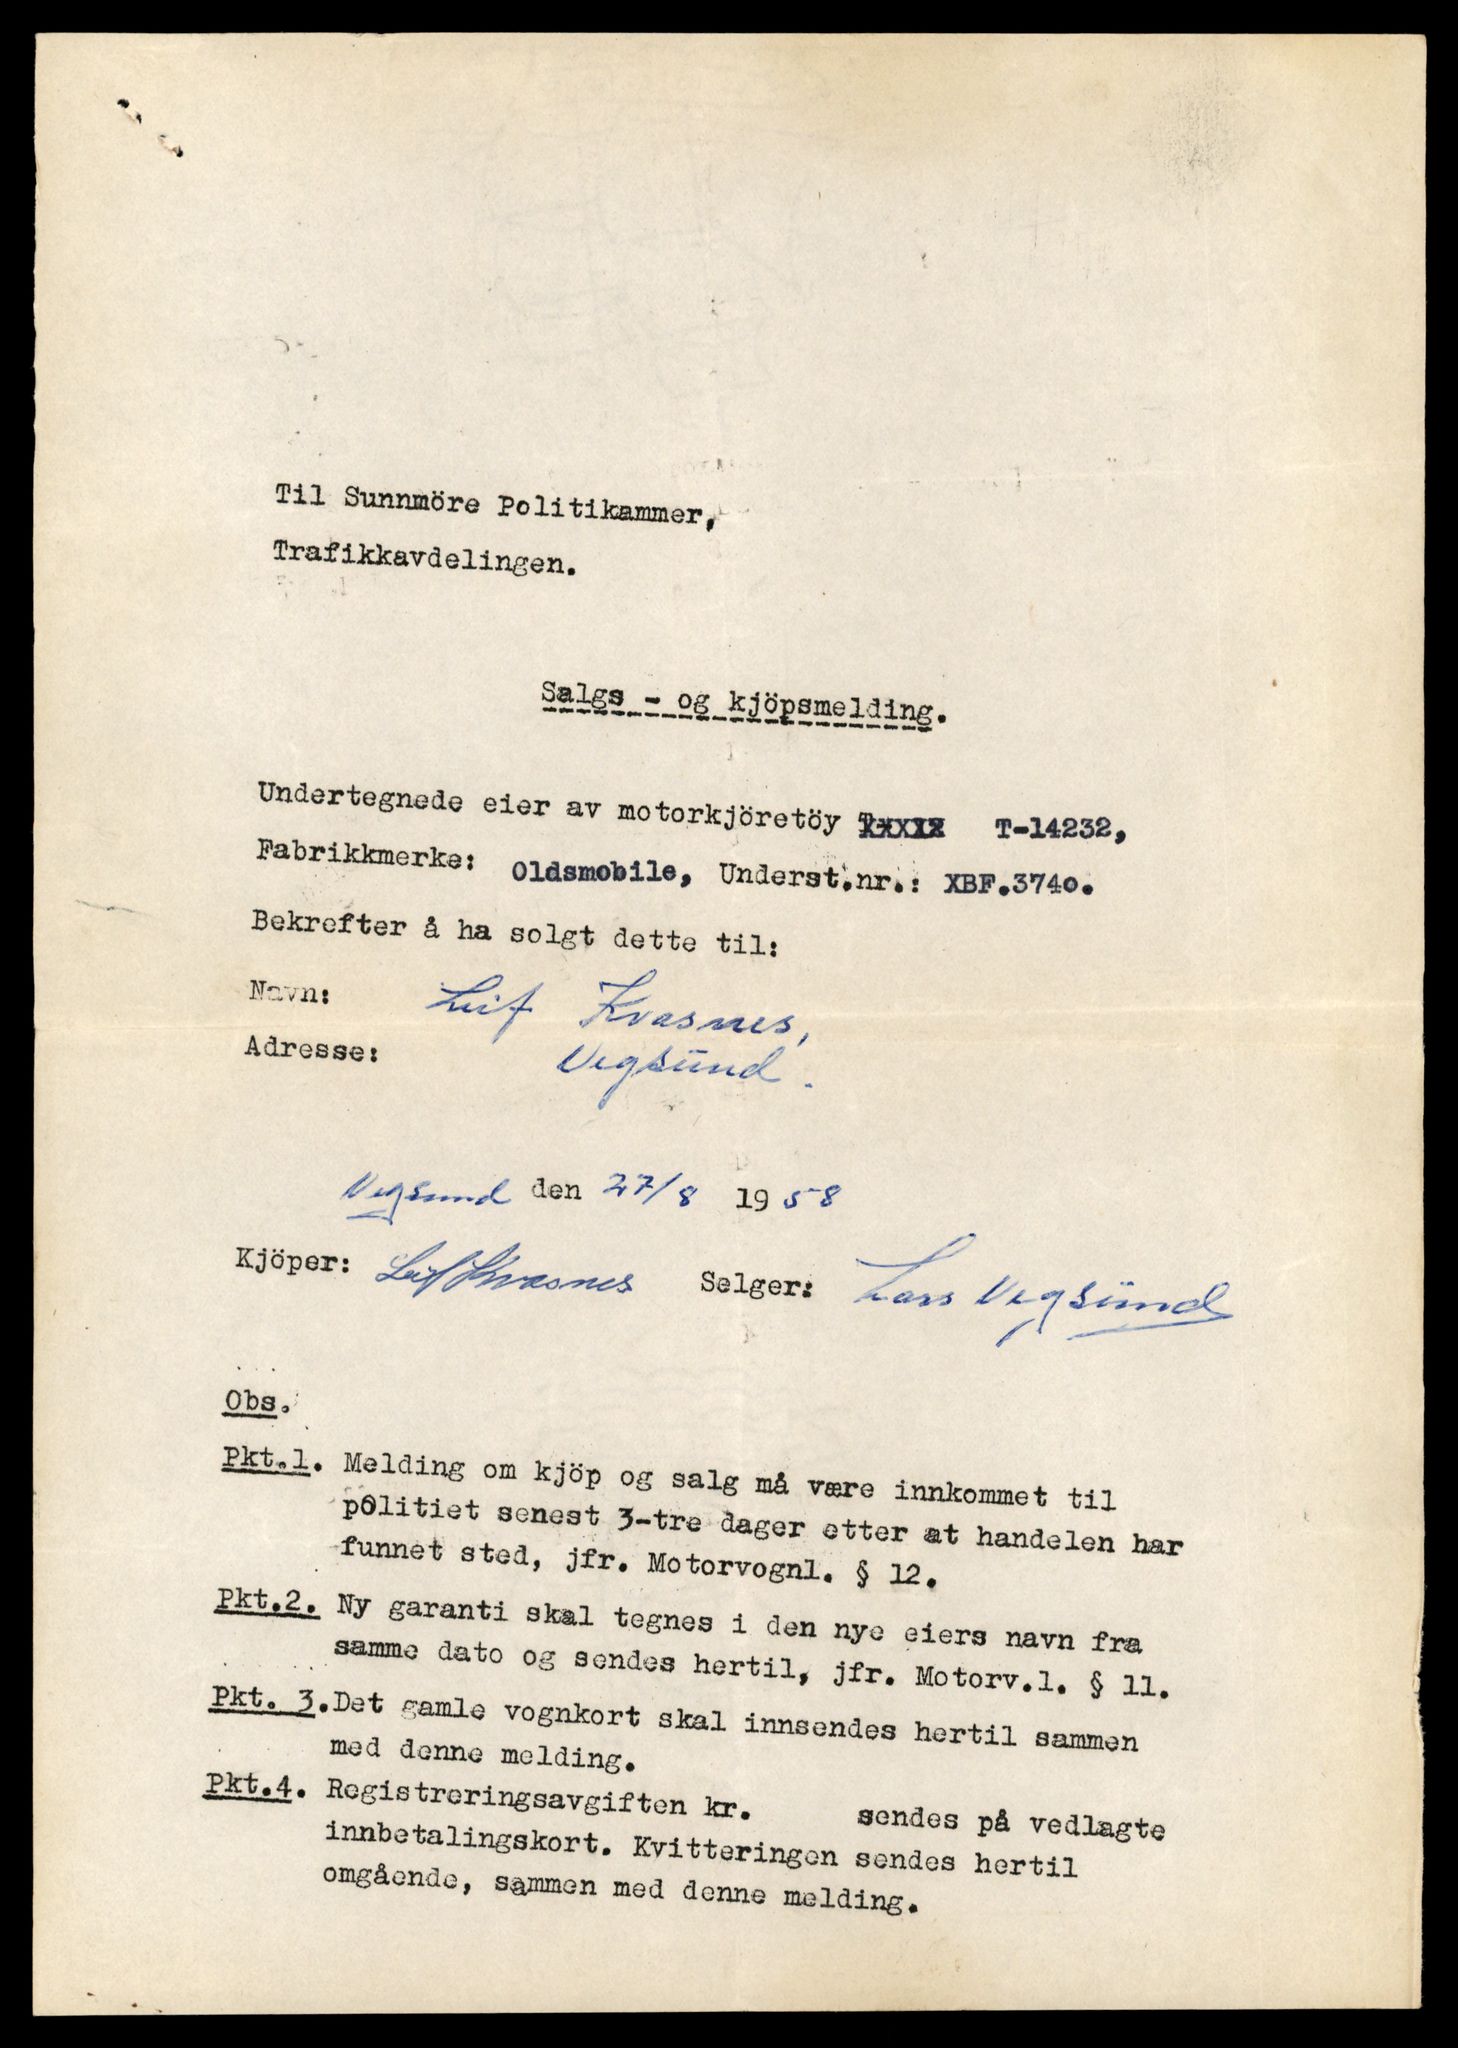 Til Sunnmöre Politikammer,
Trafikkavdelingen.
Salgs - og kjöpsmelding.
Undertegnede eier av motorkjöretöy T-14232,
Fabrikkmerke: Oldsmobile, Underst.nr.: XBF.3740.
Bekrefter å ha solgt dette til:
Navn: Leif Kvasnes,
Adresse: Vegsund.
Vegsund den 27/8 1958
Kjöper: Leif Kvasnes Selger: Lars Vegsund
Obs.
Pkt.1. Melding om kjöp og salg må være innkommet til
politiet senest 3-tre dager etter at handelen har
funnet sted, jfr. Motorvognl. § 12.
Pkt.2. Ny garanti skal tegnes i den nye eiers navn fra
samme dato og sendes hertil, jfr. Motorv.l. § 11.
Pkt. 3. Det gamle vognkort skal innsendes hertil sammen
med denne melding.
Pkt.4. Registreringsavgiften kr. sendes på vedlagte
innbetalingskort. Kvitteringen sendes hertil
omgående, sammen med denne melding.